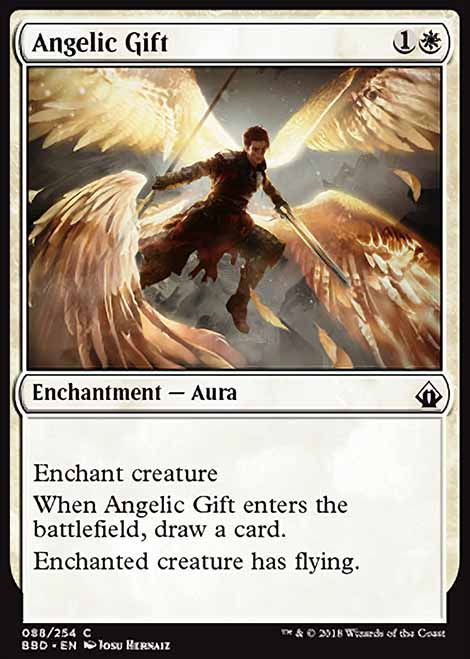 Angelic Gift 1
Enchantment — Aura
Enchant creature
When Angelic Gift enters the
battlefield, draw a card.
Enchanted creature has flying.
088/254 C
BBD • EN Josu Hernaiz
™ & © 2018 Wizards of the Coast